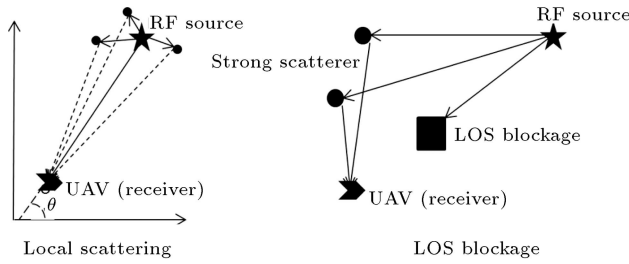 RF source
UAV (receiver)
θ
Local scattering
RF source
Strong scatterer
LOS blockage
UAV (receiver)
LOS blockage